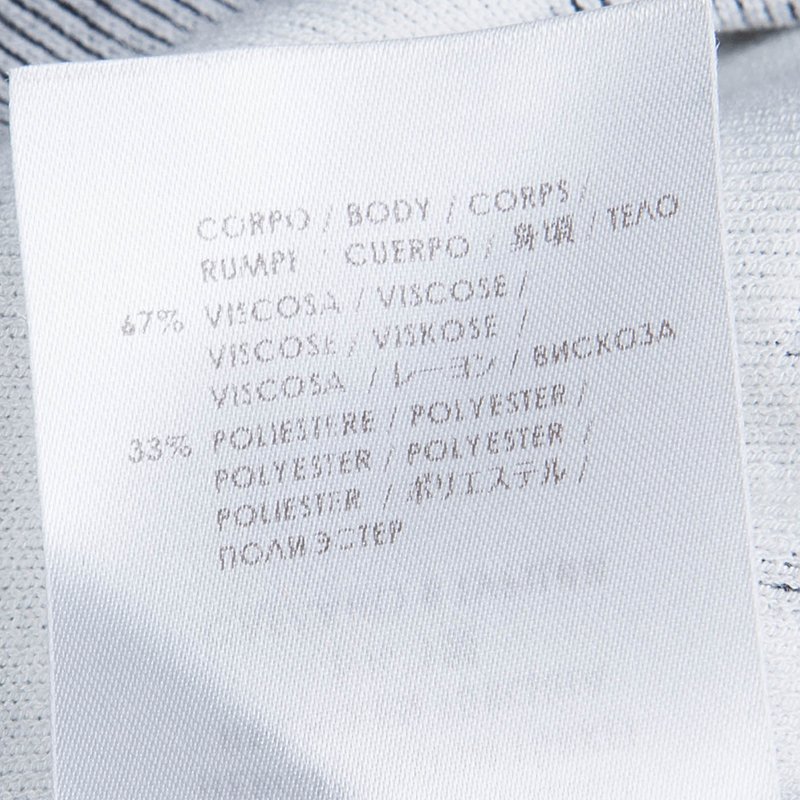 CORPO / BODY / CORPS /
RUMPF / CUERPO / 身頃 / ТЕЛО
67% VISCOSA / VISCOSE /
VISCOSE / VISKOSE /
VISCOSA / レーヨン / ВИСКОЗА
33% POLIESTERE / POLYESTER /
POLYESTER / POLYESTER /
POLIESTER / ポリエステル /
ПОЛИЭСТЕР